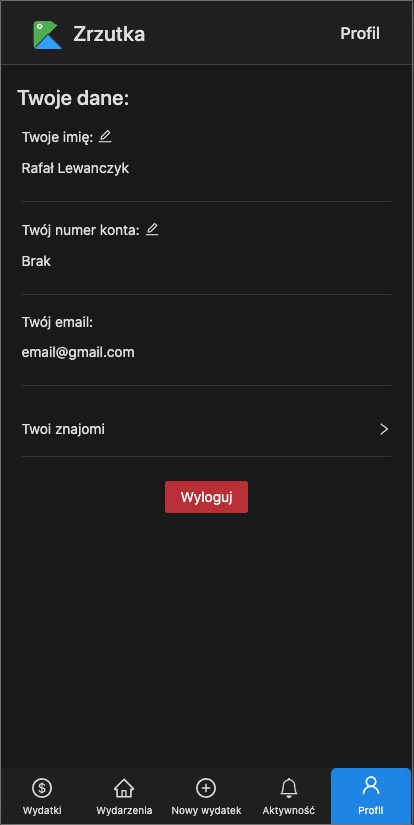 Zrzutka
Profil
Twoje dane:
Twoje imię:
Rafał Lewanczyk
Twój numer konta:
Brak
Twój email:
email@gmail.com
Twoi znajomi
Wyloguj
Wydatki
Wydarzenia
Nowy wydatek
Aktywność
Profil